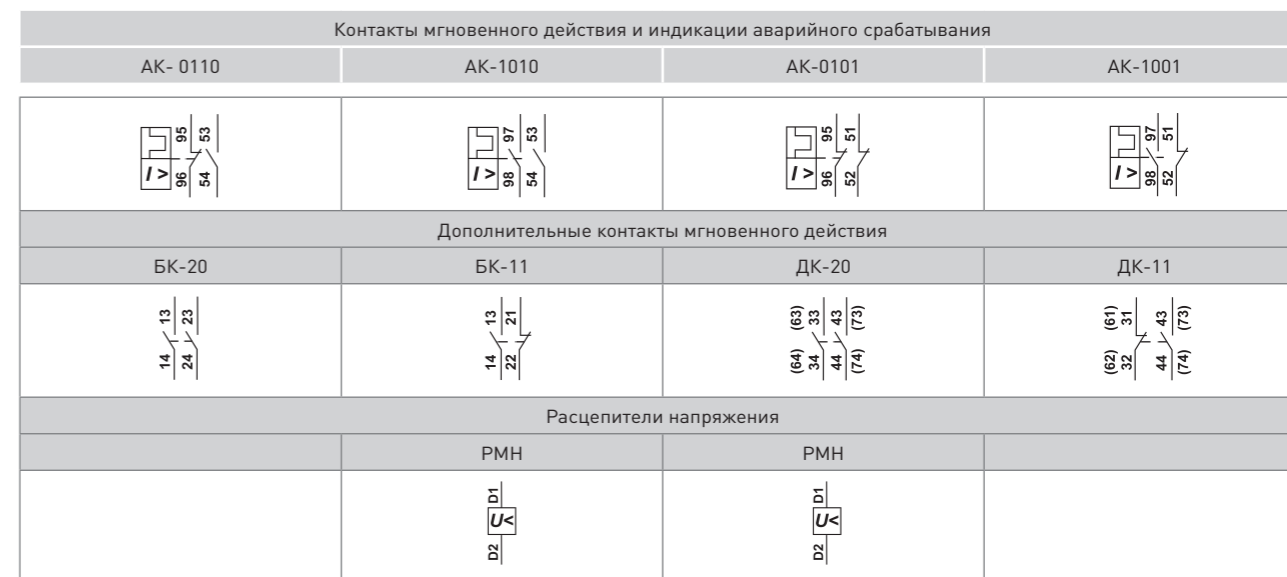 Контакты мгновенного действия и индикации аварийного срабатывания
АК- 0110 АК-1010 АК-0101 АК-1001
95 53 97 53 95 51 97 51
I > I > I > I >
96 54 98 54 96 52 98 52
Дополнительные контакты мгновенного действия
БК-20 БК-11 ДК-20 ДК-11
13 23 13 21 (63) 33 43 (73) (61) 31 43 (73)
14 24 14 22 (64) 34 44 (74) (62) 32 44 (74)
Расцепители напряжения
РМН РМН
D1 D1
U< U<
D2 D2